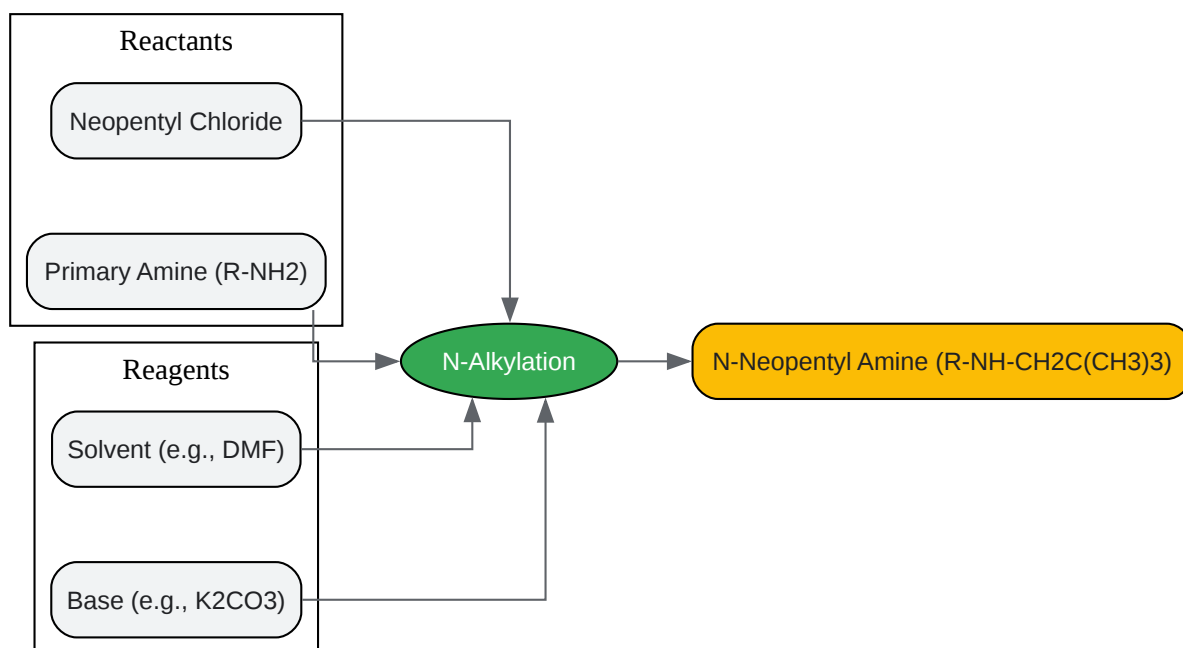 Reactants
Neopentyl Chloride
Primary Amine (R-NH2)
N-Alkylation
N-Neopentyl Amine (R-NH-CH2C(CH3)3)
Reagents
Solvent (e.g., DMF)
Base (e.g., K2CO3)